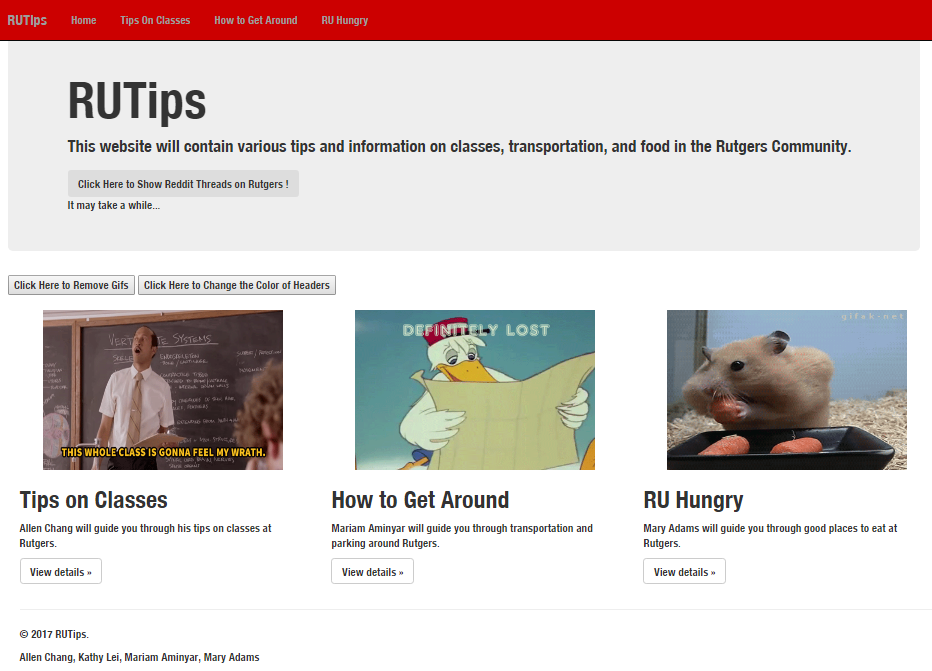 RUTips Home Tips On Classes How to Get Around RU Hungry
RUTips
This website will contain various tips and information on classes, transportation, and food in the Rutgers Community.
Click Here to Show Reddit Threads on Rutgers !
It may take a while...
Click Here to Remove Gifs Click Here to Change the Color of Headers
VERT TE SYSTEMS
THIS WHOLE CLASS IS GONNA FEEL MY WRATH.
DEFINITELY LOST
gifak-net
Tips on Classes
Allen Chang will guide you through his tips on classes at
Rutgers.
View details »
How to Get Around
Mariam Aminyar will guide you through transportation and
parking around Rutgers.
View details »
RU Hungry
Mary Adams will guide you through good places to eat at
Rutgers.
View details »
© 2017 RUTips.
Allen Chang, Kathy Lei, Mariam Aminyar, Mary Adams